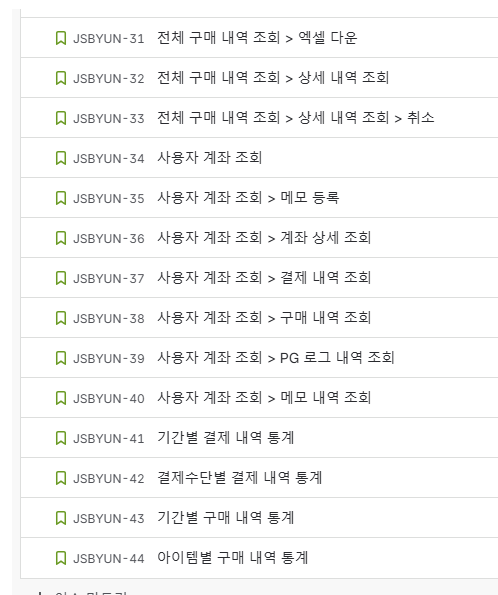 JSBYUN-31 전체 구매 내역 조회 > 엑셀 다운
JSBYUN-32 전체 구매 내역 조회 > 상세 내역 조회
JSBYUN-33 전체 구매 내역 조회 > 상세 내역 조회 > 취소
JSBYUN-34 사용자 계좌 조회
JSBYUN-35 사용자 계좌 조회 > 메모 등록
JSBYUN-36 사용자 계좌 조회 > 계좌 상세 조회
JSBYUN-37 사용자 계좌 조회 > 결제 내역 조회
JSBYUN-38 사용자 계좌 조회 > 구매 내역 조회
JSBYUN-39 사용자 계좌 조회 > PG 로그 내역 조회
JSBYUN-40 사용자 계좌 조회 > 메모 내역 조회
JSBYUN-41 기간별 결제 내역 통계
JSBYUN-42 결제수단별 결제 내역 통계
JSBYUN-43 기간별 구매 내역 통계
JSBYUN-44 아이템별 구매 내역 통계